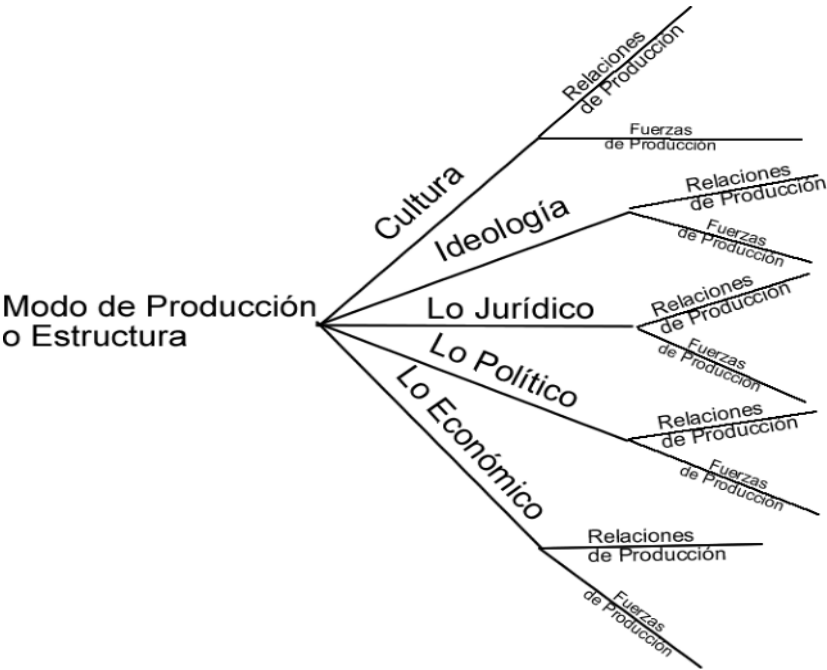 Modo de Producción
o Estructura
Cultura
Relaciones
de Producción
Fuerzas
de Producción
Ideología
Relaciones
de Producción
Fuerzas
de Producción
Lo Jurídico
Relaciones
de Producción
Fuerzas
de Producción
Lo Político
Relaciones
de Producción
Fuerzas
de Producción
Lo Económico
Relaciones
de Producción
Fuerzas
de Producción